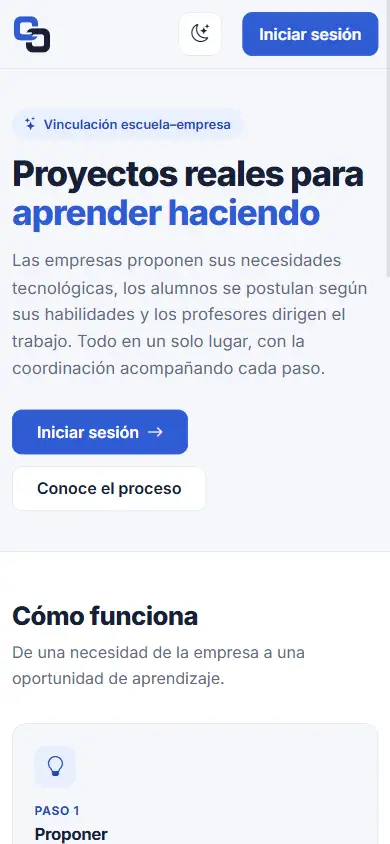 Iniciar sesión
Vinculación escuela–empresa
Proyectos reales para
aprender haciendo
Las empresas proponen sus necesidades
tecnológicas, los alumnos se postulan según
sus habilidades y los profesores dirigen el
trabajo. Todo en un solo lugar, con la
coordinación acompañando cada paso.
Iniciar sesión →
Conoce el proceso
Cómo funciona
De una necesidad de la empresa a una
oportunidad de aprendizaje.
PASO 1
Proponer